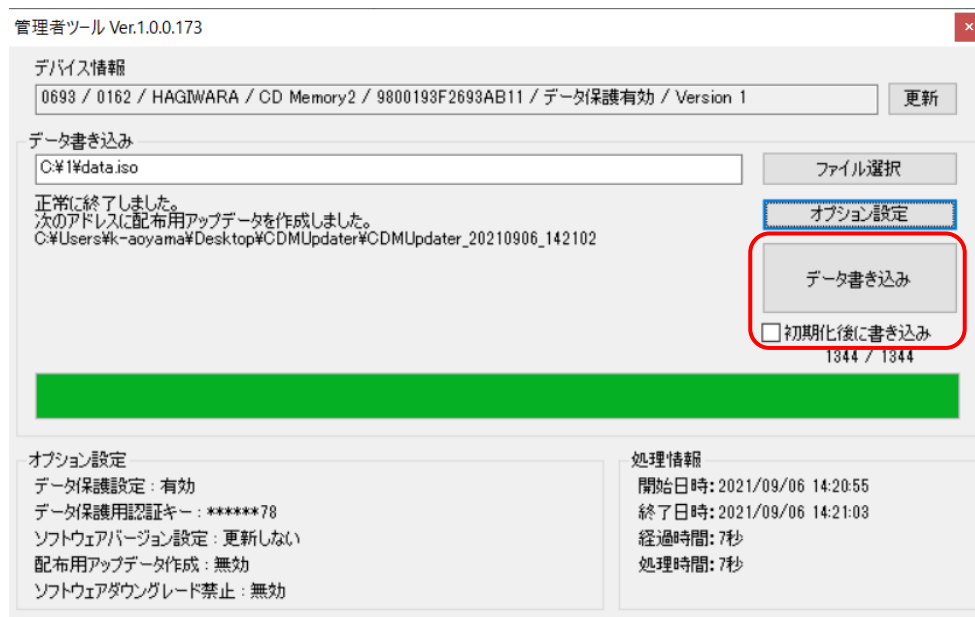 管理者ツール Ver.1.0.0.173
×
デバイス情報
0693 / 0162 / HAGIWARA / CD Memory2 / 9800193F2693AB11 / データ保護有効 / Version 1
更新
データ書き込み
C:¥1¥data.iso
ファイル選択
正常に終了しました。
次のアドレスに配布用アップデータを作成しました。
C:¥Users¥k-aoyama¥Desktop¥CDMUpdater¥CDMUpdater_20210906_142102
オプション設定
データ書き込み
初期化後に書き込み
1344 / 1344
オプション設定
データ保護設定 : 有効
データ保護用認証キー : ******78
ソフトウェアバージョン設定 : 更新しない
配布用アップデータ作成 : 無効
ソフトウェアダウングレード禁止 : 無効
処理情報
開始日時: 2021/09/06 14:20:55
終了日時: 2021/09/06 14:21:03
経過時間: 7秒
処理時間: 7秒